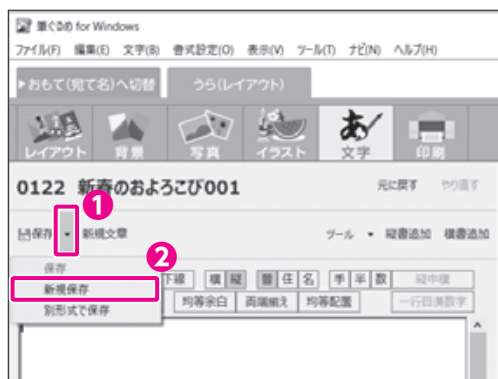 筆ぐるめ for Windows
ファイル(F) 編集(E) 文字(B) 書式設定(O) 表示(V) ツール(T) ナビ(N) ヘルプ(H)
▶おもて(宛て名)へ切替 うら(レイアウト)
レイアウト 背景 写真 イラスト 文字 印刷
0122 新春のおよろこび001 元に戻す やり直す
1
保存 ▼ 新規文章 ツール ▼ 縦書追加 横書追加
2
保存
下線 横 縦 普 住 名 手 半 数 縦中横
新規保存
均等余白 両端揃え 均等配置 一行目漢数字
別形式で保存